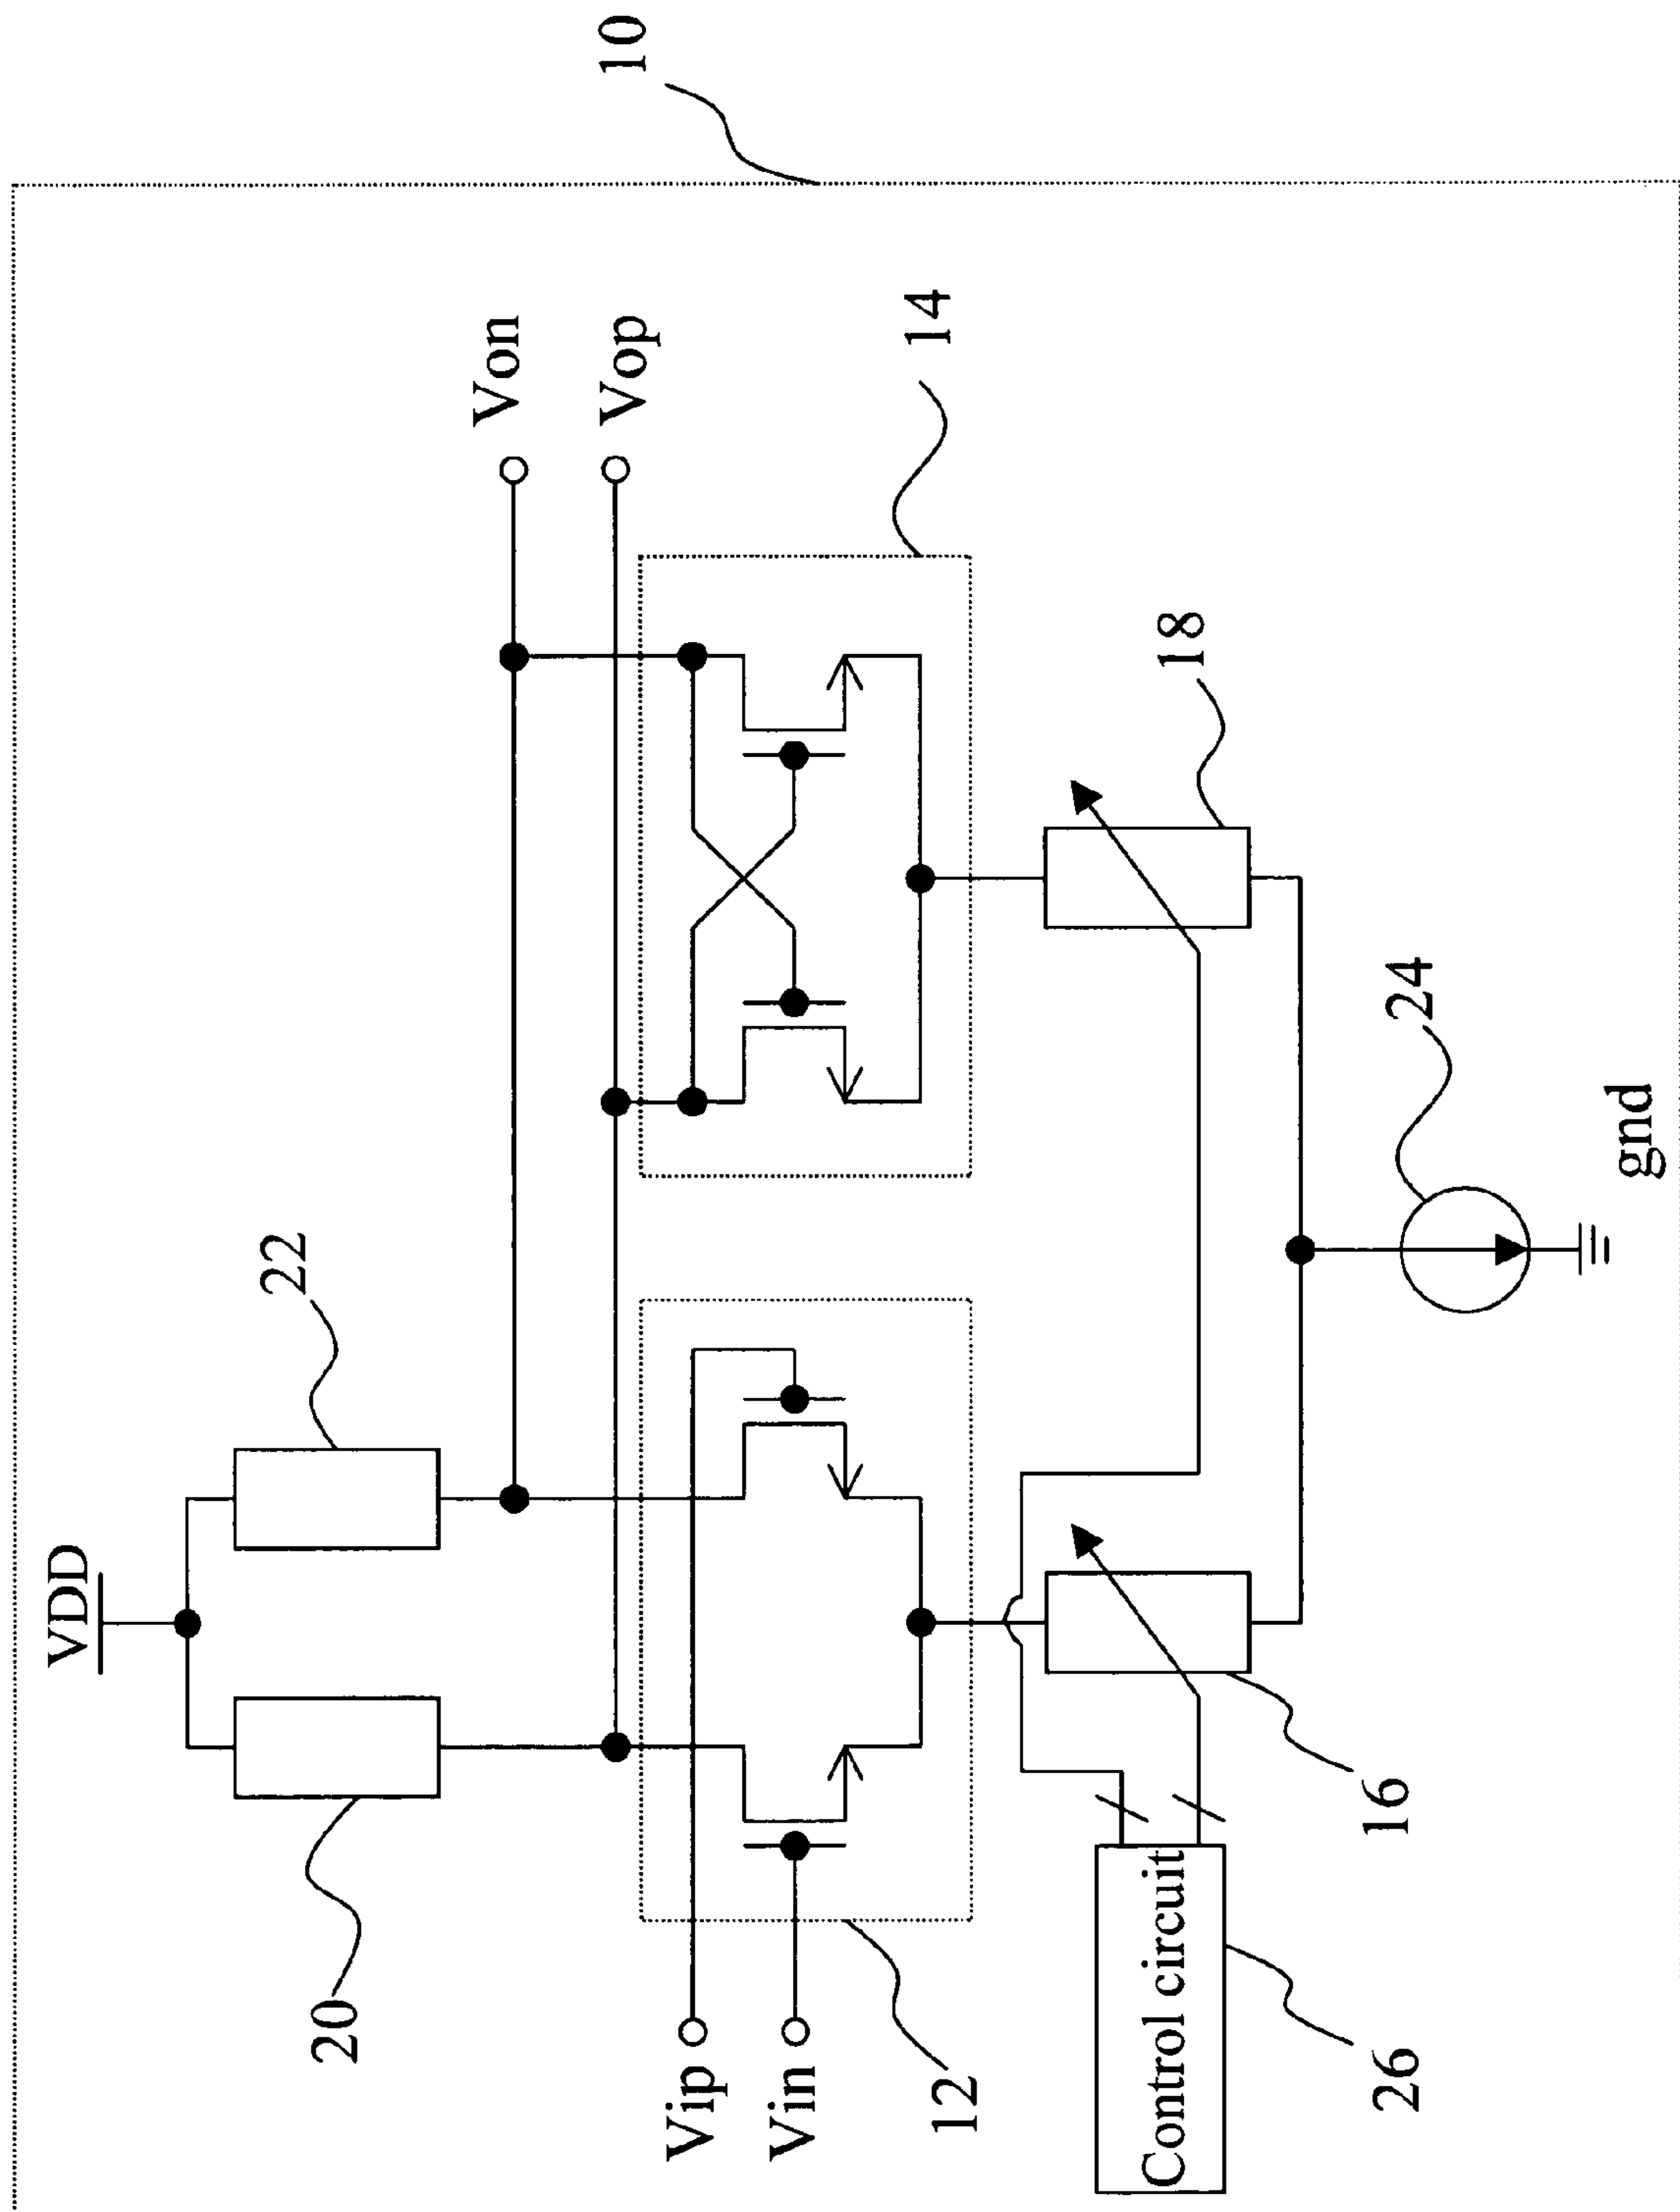 10
VDD
22
20
Von
Vop
Vip
Vin
12
14
18
16
Control circuit
26
24
gnd